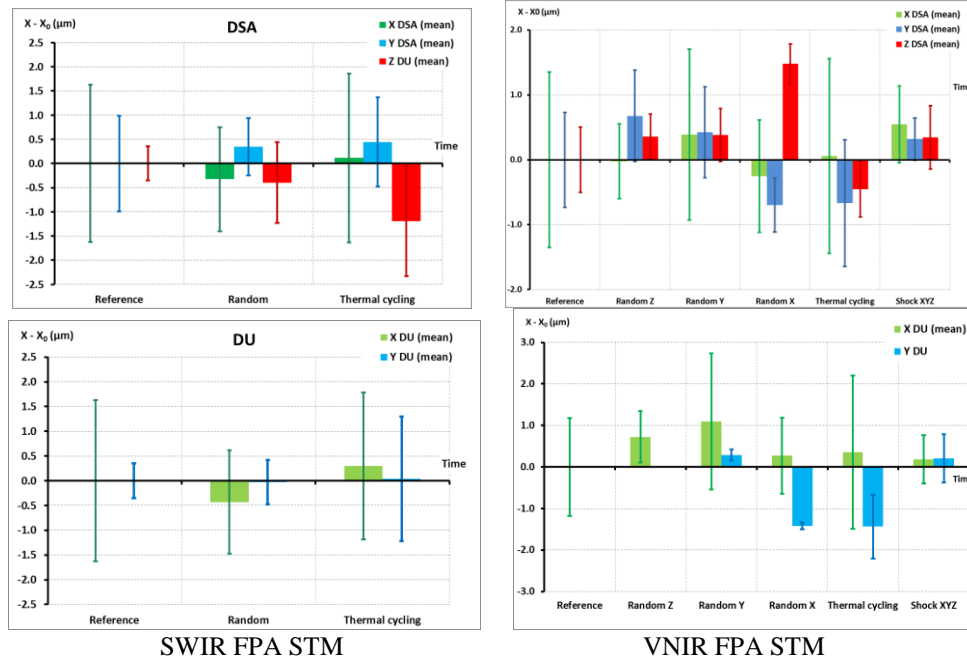 X - X₀ (µm)
DSA
X DSA (mean)
Y DSA (mean)
Z DU (mean)
2.5
2.0
1.5
1.0
0.5
0.0
-0.5
-1.0
-1.5
-2.0
-2.5
Time
Reference Random Thermal cycling
X - X0 (µm)
X DSA (mean)
Y DSA (mean)
Z DSA (mean)
2.0
1.0
0.0
-1.0
-2.0
Time
Reference Random Z Random Y Random X Thermal cycling Shock XYZ
X - X₀ (µm)
DU
X DU (mean)
Y DU (mean)
2.5
2.0
1.5
1.0
0.5
0.0
-0.5
-1.0
-1.5
-2.0
-2.5
Time
Reference Random Thermal cycling
X - X₀ (µm)
X DU (mean)
Y DU
3.0
2.0
1.0
0.0
-1.0
-2.0
-3.0
Reference Random Z Random Y Random X Thermal cycling Shock XYZ
SWIR FPA STM
VNIR FPA STM